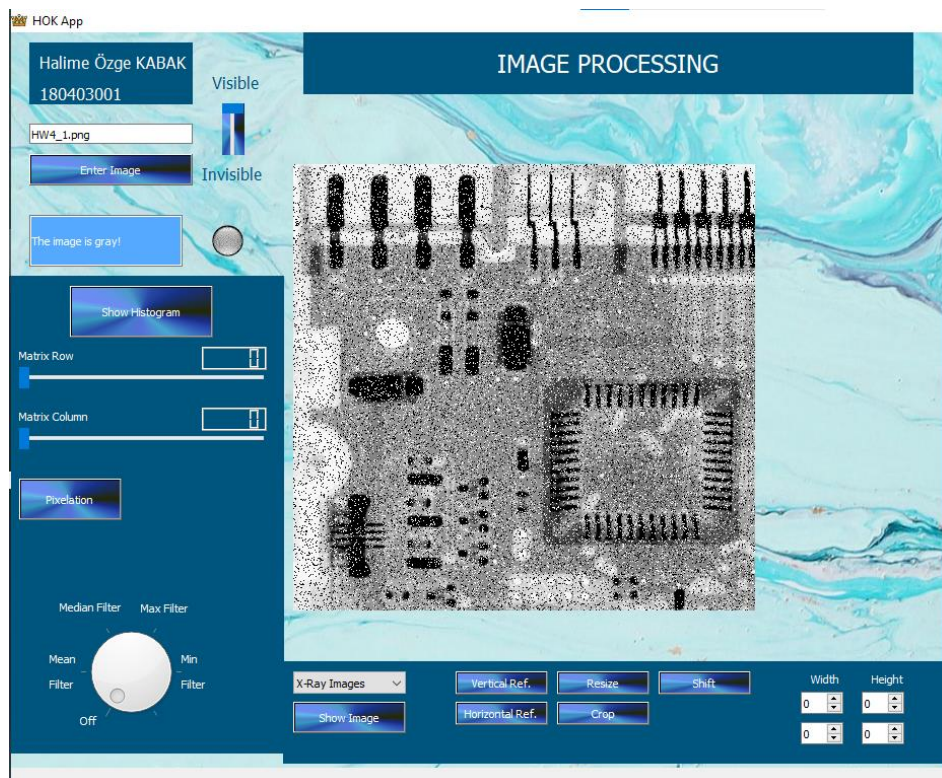 HOK App
Halime Özge KABAK
180403001
Visible
IMAGE PROCESSING
HW4_1.png
Enter Image
Invisible
The image is gray!
Show Histogram
Matrix Row
0
Matrix Column
0
Pixelation
Median Filter Max Filter
Mean Min
Filter Filter
Off
X-Ray Images
Vertical Ref. Resize Shift
Width Height
0 0
Show Image
Horizontal Ref. Crop
0 0